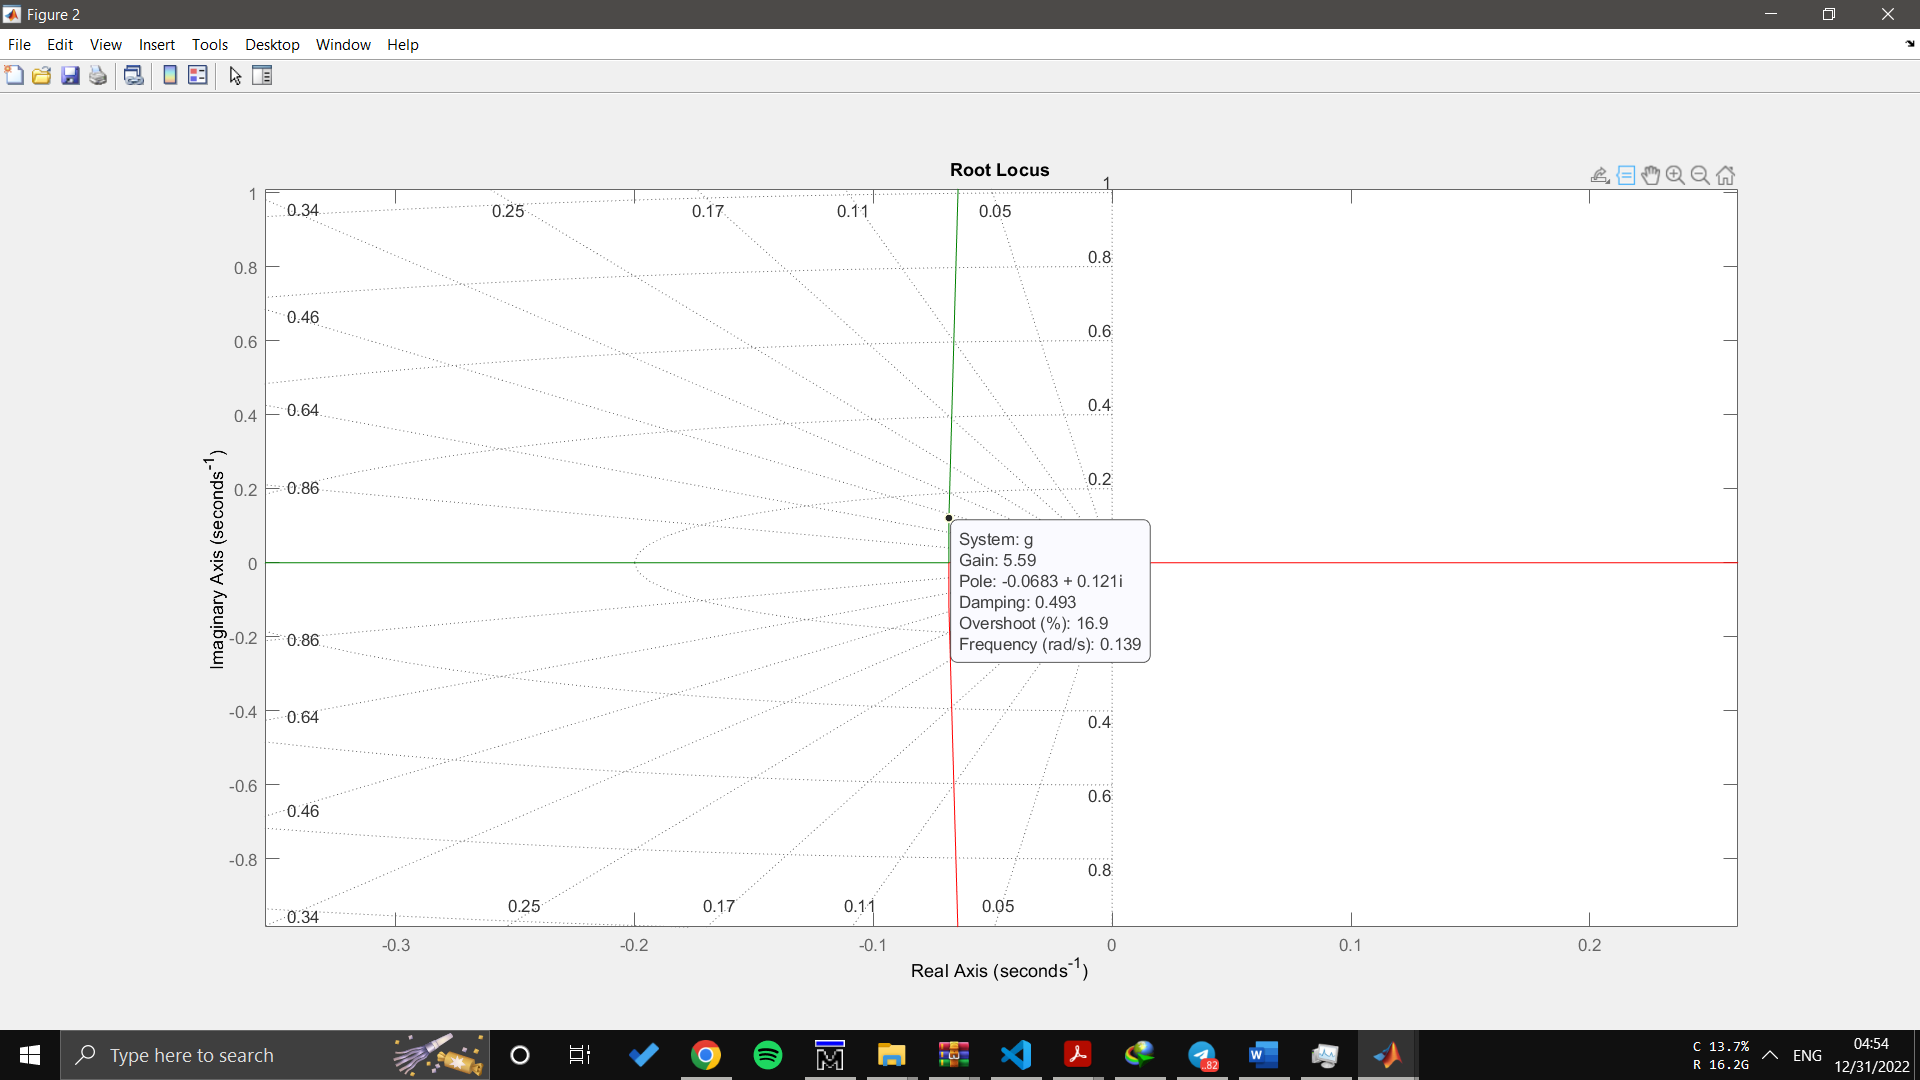 Figure 2
File Edit View Insert Tools Desktop Window Help
Root Locus
1
0.8
0.6
0.4
0.2
0
-0.2
-0.4
-0.6
-0.8
Imaginary Axis (seconds-1)
0.34 0.25 0.17 0.11 0.05 1
0.8
0.46
0.6
0.64
0.4
0.86
0.2
System: g
Gain: 5.59
Pole: -0.0683 + 0.121i
Damping: 0.493
Overshoot (%): 16.9
Frequency (rad/s): 0.139
0.86
0.64
0.4
0.46
0.6
0.8
0.34 0.25 0.17 0.11 0.05
-0.3 -0.2 -0.1 0 0.1 0.2
Real Axis (seconds-1)
Type here to search
.82
C 13.7%
R 16.2G
ENG
04:54
12/31/2022